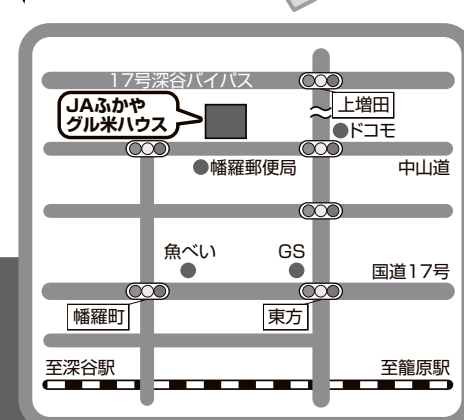 17号深谷バイパス
JAふかや
グル米ハウス
上増田
ドコモ
幡羅郵便局
中山道
魚べい
GS
国道17号
幡羅町
東方
至深谷駅
至籠原駅